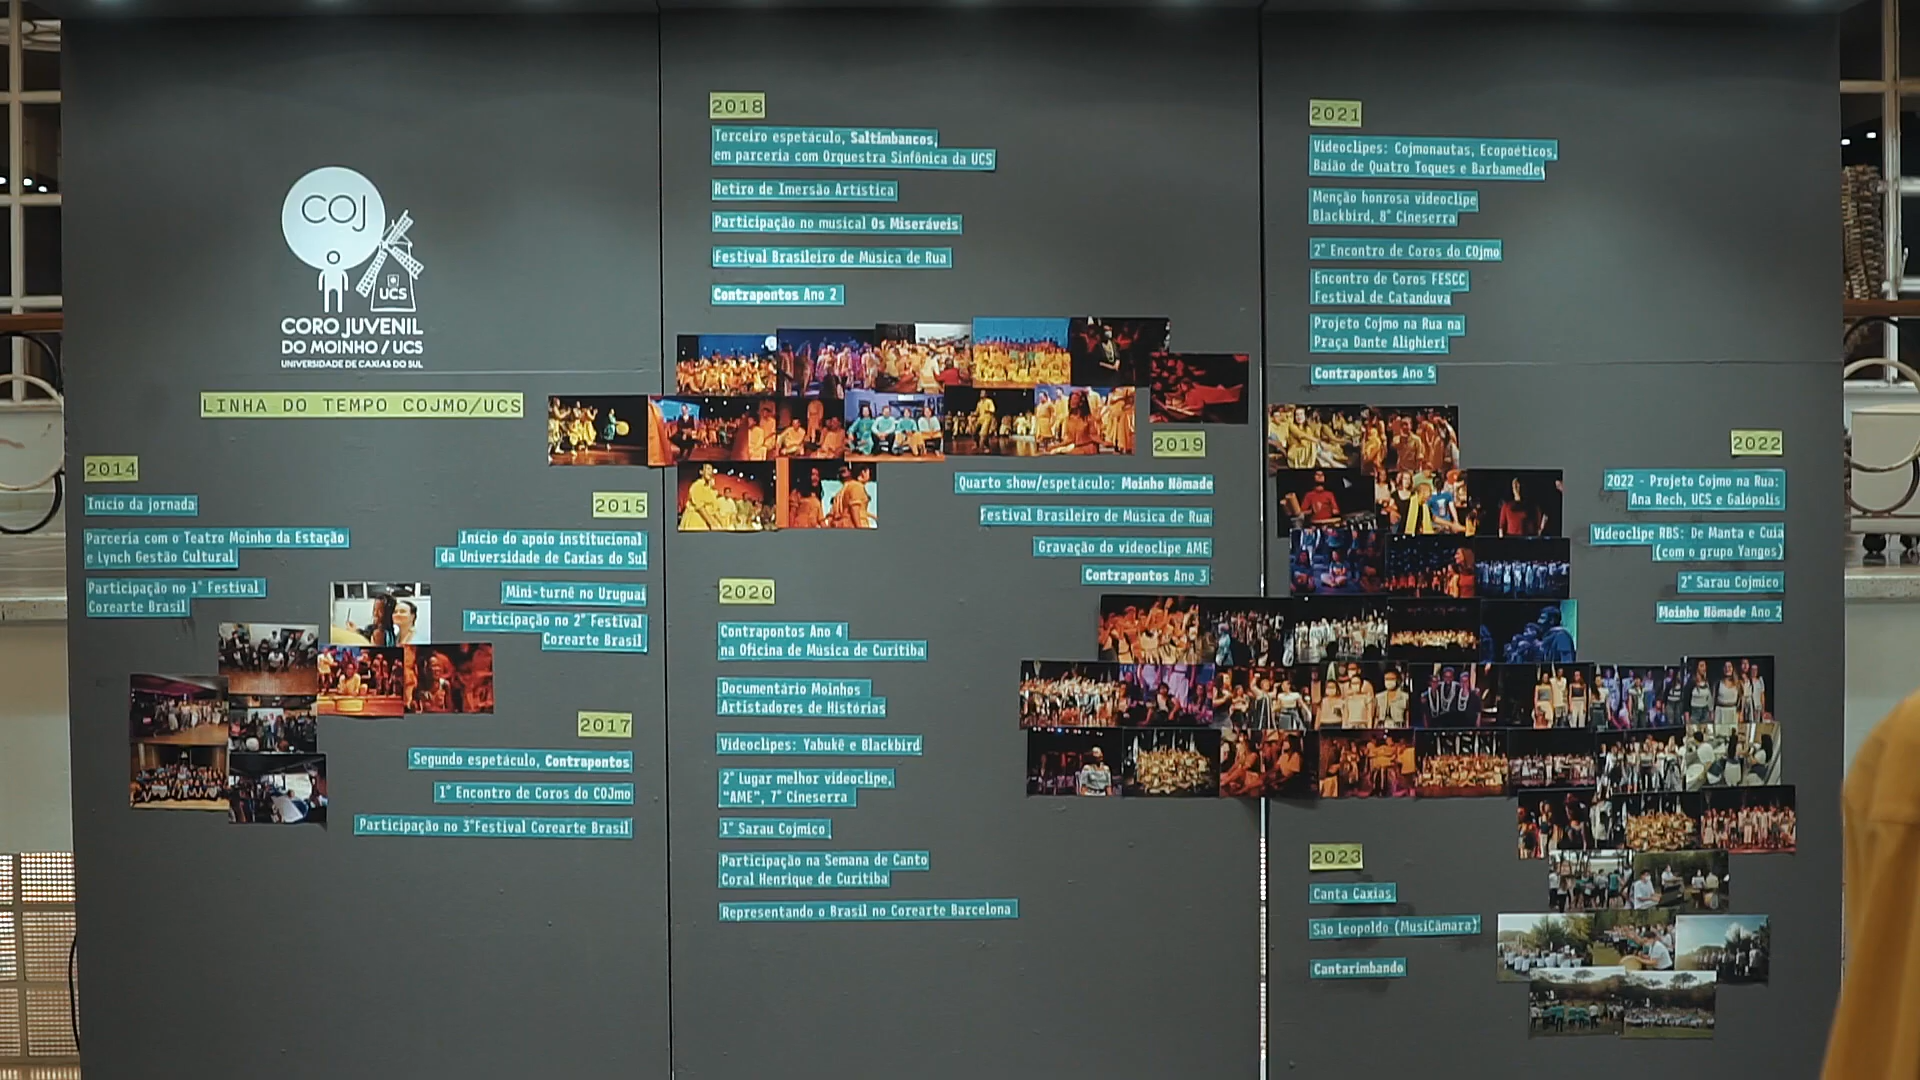 COJ
UCS
CORO JUVENIL
DO MOINHO / UCS
UNIVERSIDADE DE CAXIAS DO SUL
LINHA DO TEMPO COJMO/UCS
2014
Início da jornada
Parceria com o Teatro Moinho da Estação
e Lynch Gestão Cultural
Participação no 1° Festival
Corearte Brasil
2015
Início do apoio institucional
da Universidade de Caxias do Sul
Mini-turnê no Uruguai
Participação no 2° Festival
Corearte Brasil
2017
Segundo espetáculo, Contrapontos
1° Encontro de Coros do COJmo
Participação no 3°Festival Corearte Brasil
2018
Terceiro espetáculo, Saltimbancos,
em parceria com Orquestra Sinfônica da UCS
Retiro de Imersão Artística
Participação no musical Os Miseráveis
Festival Brasileiro de Música de Rua
Contrapontos Ano 2
2019
Quarto show/espetáculo: Moinho Nômade
Festival Brasileiro de Música de Rua
Gravação do videoclipe AME
Contrapontos Ano 3
2020
Contrapontos Ano 4
na Oficina de Música de Curitiba
Documentário Moinhos
Artistadores de Histórias
Videoclipes: Yabukê e Blackbird
2° lugar melhor videoclipe,
“AME”, 7° Cineserra
1° Sarau Cojmico
Participação na Semana de Canto
Coral Henrique de Curitiba
Representando o Brasil no Corearte Barcelona
2021
Videoclipes: Cojmonautas, Ecopoéticos,
Baião de Quatro Toques e Barbamedley
Menção honrosa videoclipe
Blackbird, 8° Cineserra
2° Encontro de Coros do COjmo
Encontro de Coros FESCC
Festival de Catanduva
Projeto Cojmo na Rua na
Praça Dante Alighieri
Contrapontos Ano 5
2022
2022 - Projeto Cojmo na Rua:
Ana Rech, UCS e Galópolis
Videoclipe RBS: De Manta e Cuia
(com o grupo Yangos)
2° Sarau Cojmico
Moinho Nômade Ano 2
2023
Canta Caxias
São Leopoldo (MusiCâmara)
Cantarimbando